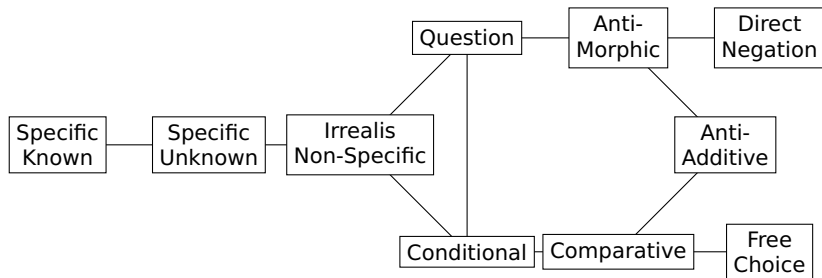 Question
Anti-
Morphic
Direct
Negation
Specific
Known
Specific
Unknown
Irrealis
Non-Specific
Anti-
Additive
Conditional
Comparative
Free
Choice